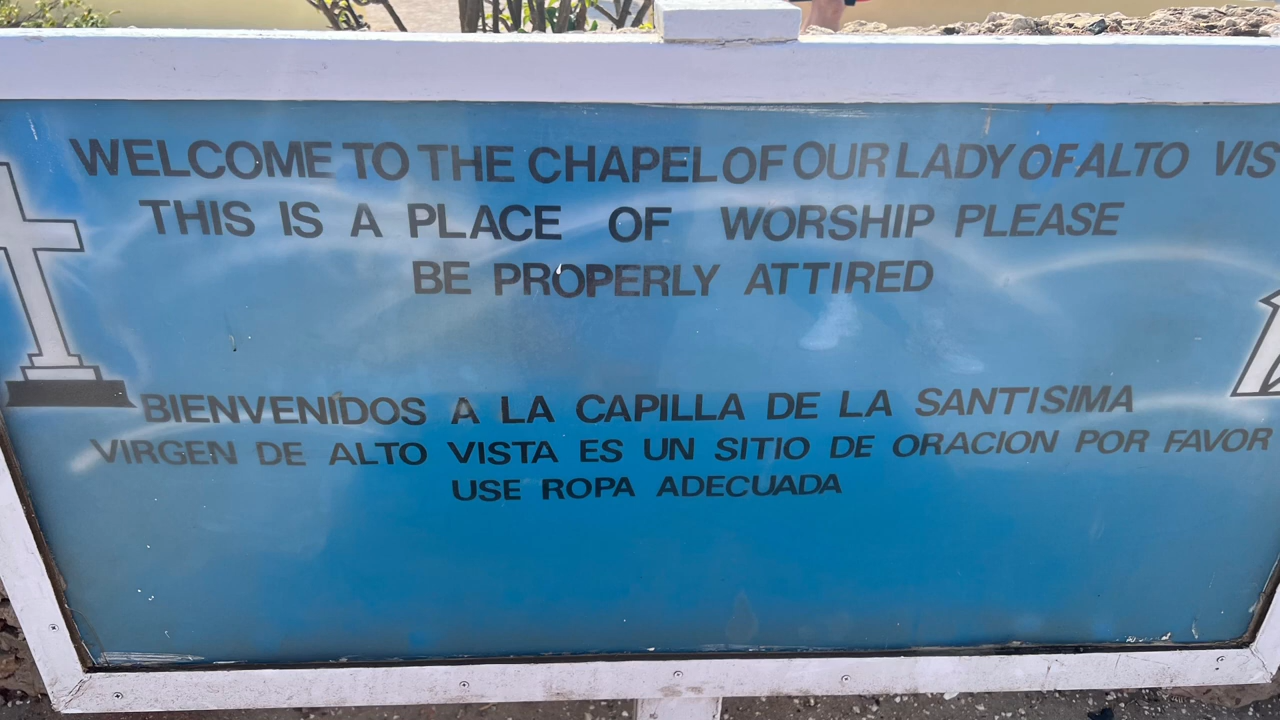 WELCOME TO THE CHAPEL OF OUR LADY OF ALTO VIS
THIS IS A PLACE OF WORSHIP PLEASE
BE PROPERLY ATTIRED
BIENVENIDOS A LA CAPILLA DE LA SANTISIMA
VIRGEN DE ALTO VISTA ES UN SITIO DE ORACION POR FAVOR
USE ROPA ADECUADA